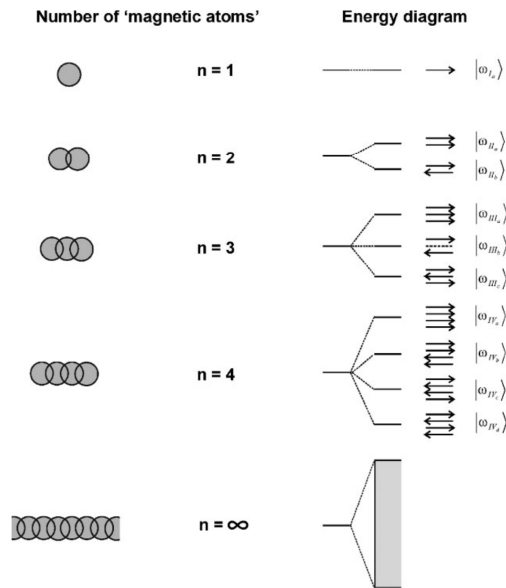 Number of ‘magnetic atoms’ Energy diagram
n = 1 |ω_{I_a}⟩
n = 2 |ω_{II_a}⟩
|ω_{II_b}⟩
n = 3 |ω_{III_a}⟩
|ω_{III_b}⟩
|ω_{III_c}⟩
n = 4 |ω_{IV_a}⟩
|ω_{IV_b}⟩
|ω_{IV_c}⟩
|ω_{IV_d}⟩
n = ∞